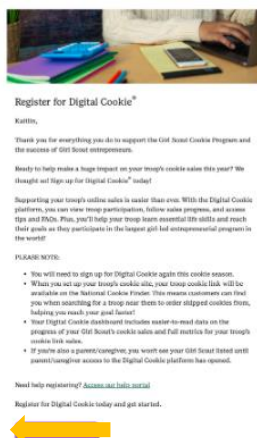 Register for Digital Cookie®
Kaitlin,
Thank you for everything you do to support the Girl Scout Cookie Program and
the success of Girl Scout entrepreneurs.
Ready to help make a huge impact on your troop's cookie sales this year? We
thought so! Sign up for Digital Cookie® today!
Supporting your troop's online sales is easier than ever. With the Digital Cookie
platform, you can view troop participation, follow sales progress, and access
tips and FAQs. Plus, you'll help your troop learn essential life skills and reach
their goals as they participate in the largest girl-led entrepreneurial program in
the world!
PLEASE NOTE:
• You will need to sign up for Digital Cookie again this cookie season.
• When you set up your troop's cookie site, your troop cookie link will be
available on the National Cookie Finder. This means customers can find
you when searching for a troop near them to order shipped cookies from,
helping you reach your goal faster!
• Your Digital Cookie dashboard includes easier-to-read data on the
progress of your Girl Scout's cookie sales and full metrics for your troop's
cookie link sales.
• If you're also a parent/caregiver, you won't see your Girl Scout listed until
parent/caregiver access to the Digital Cookie platform has opened.
Need help registering? Access our help portal
Register for Digital Cookie today and get started.